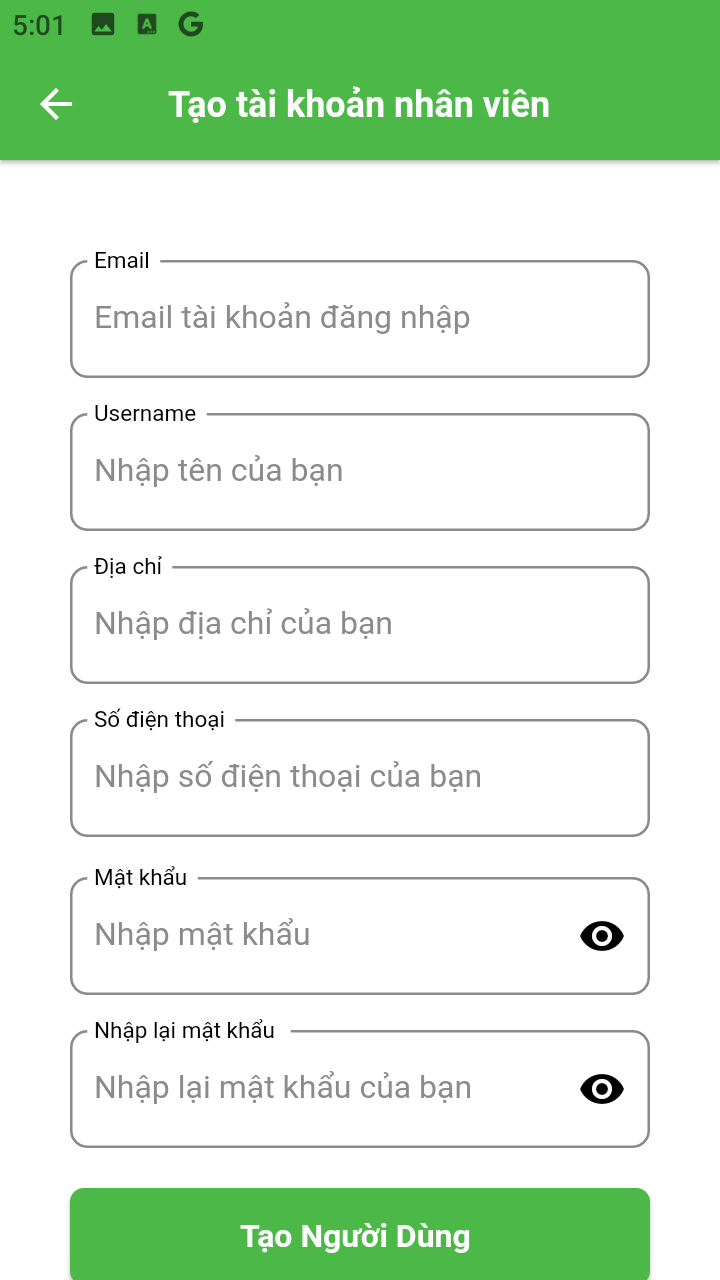 5:01
Tạo tài khoản nhân viên
Email
Email tài khoản đăng nhập
Username
Nhập tên của bạn
Địa chỉ
Nhập địa chỉ của bạn
Số điện thoại
Nhập số điện thoại của bạn
Mật khẩu
Nhập mật khẩu
Nhập lại mật khẩu
Nhập lại mật khẩu của bạn
Tạo Người Dùng